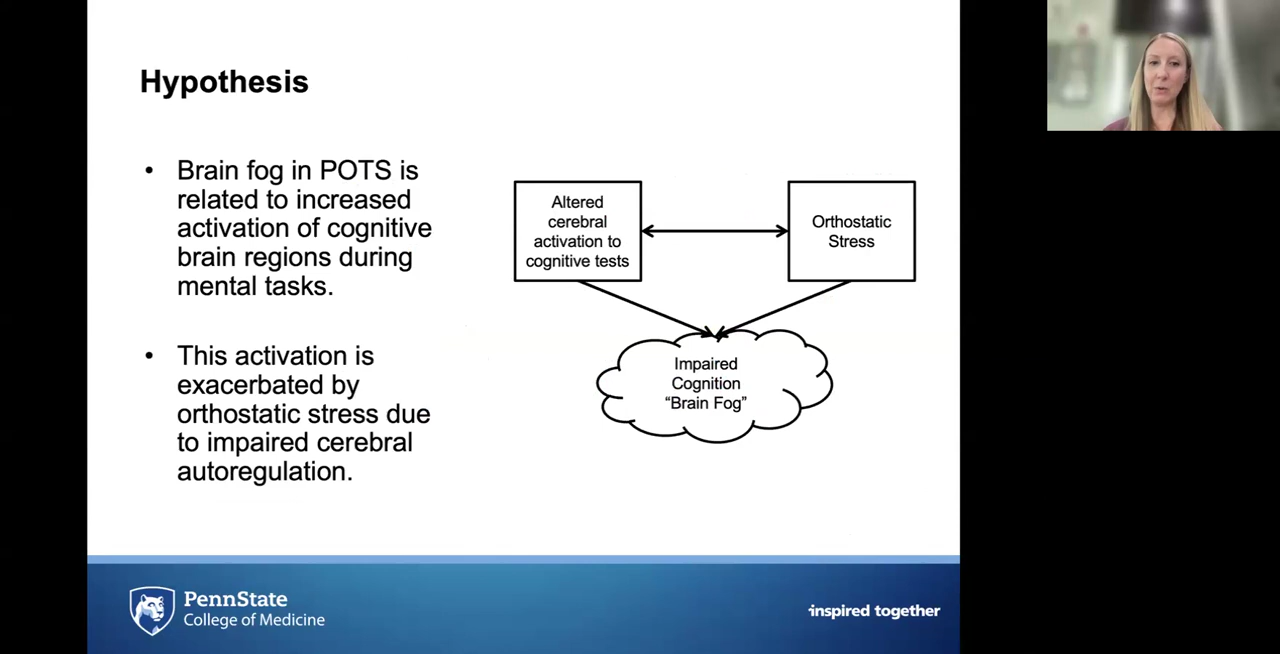 Hypothesis
• Brain fog in POTS is
related to increased
activation of cognitive
brain regions during
mental tasks.
• This activation is
exacerbated by
orthostatic stress due
to impaired cerebral
autoregulation.
Altered
cerebral
activation to
cognitive tests
Orthostatic
Stress
Impaired
Cognition
“Brain Fog”
PennState
College of Medicine
inspired together